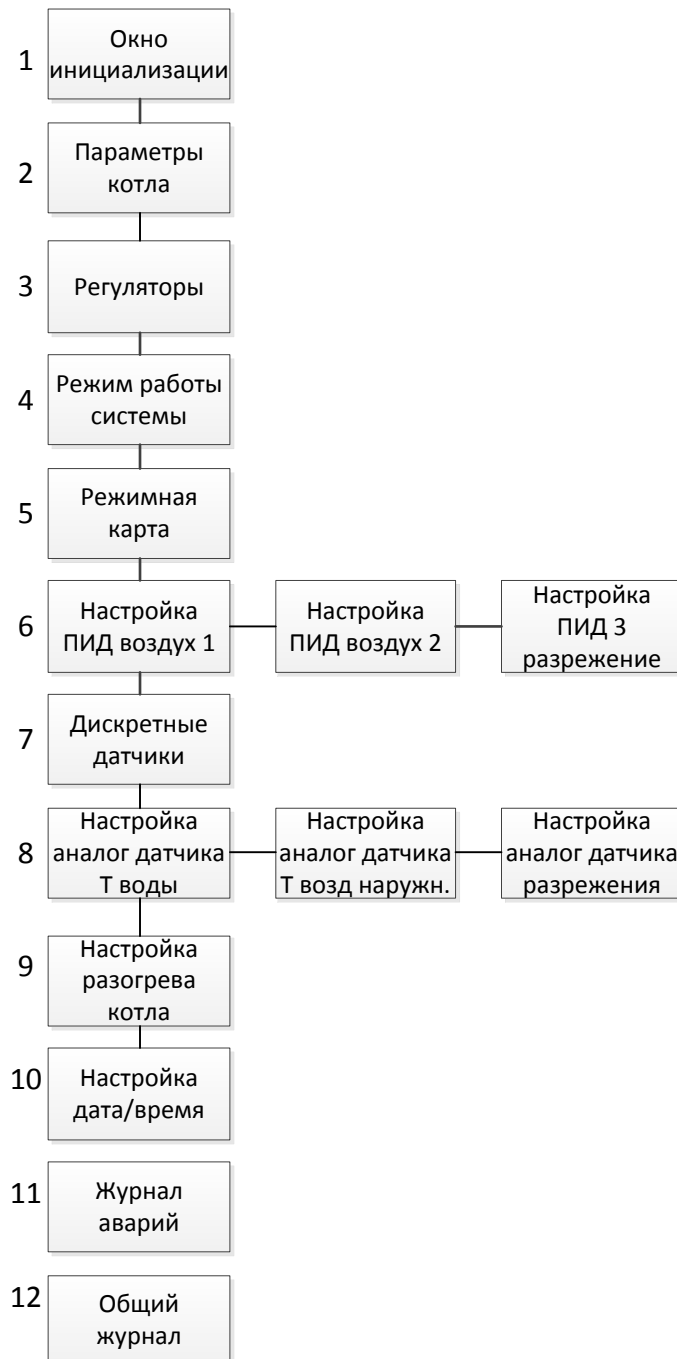 1
Окно
инициализации
2
Параметры
котла
3
Регуляторы
4
Режим работы
системы
5
Режимная
карта
6
Настройка
ПИД воздух 1
Настройка
ПИД воздух 2
Настройка
ПИД 3
разрежение
7
Дискретные
датчики
8
Настройка
аналог датчика
Т воды
Настройка
аналог датчика
Т возд наружн.
Настройка
аналог датчика
разрежения
9
Настройка
разогрева
котла
10
Настройка
дата/время
11
Журнал
аварий
12
Общий
журнал